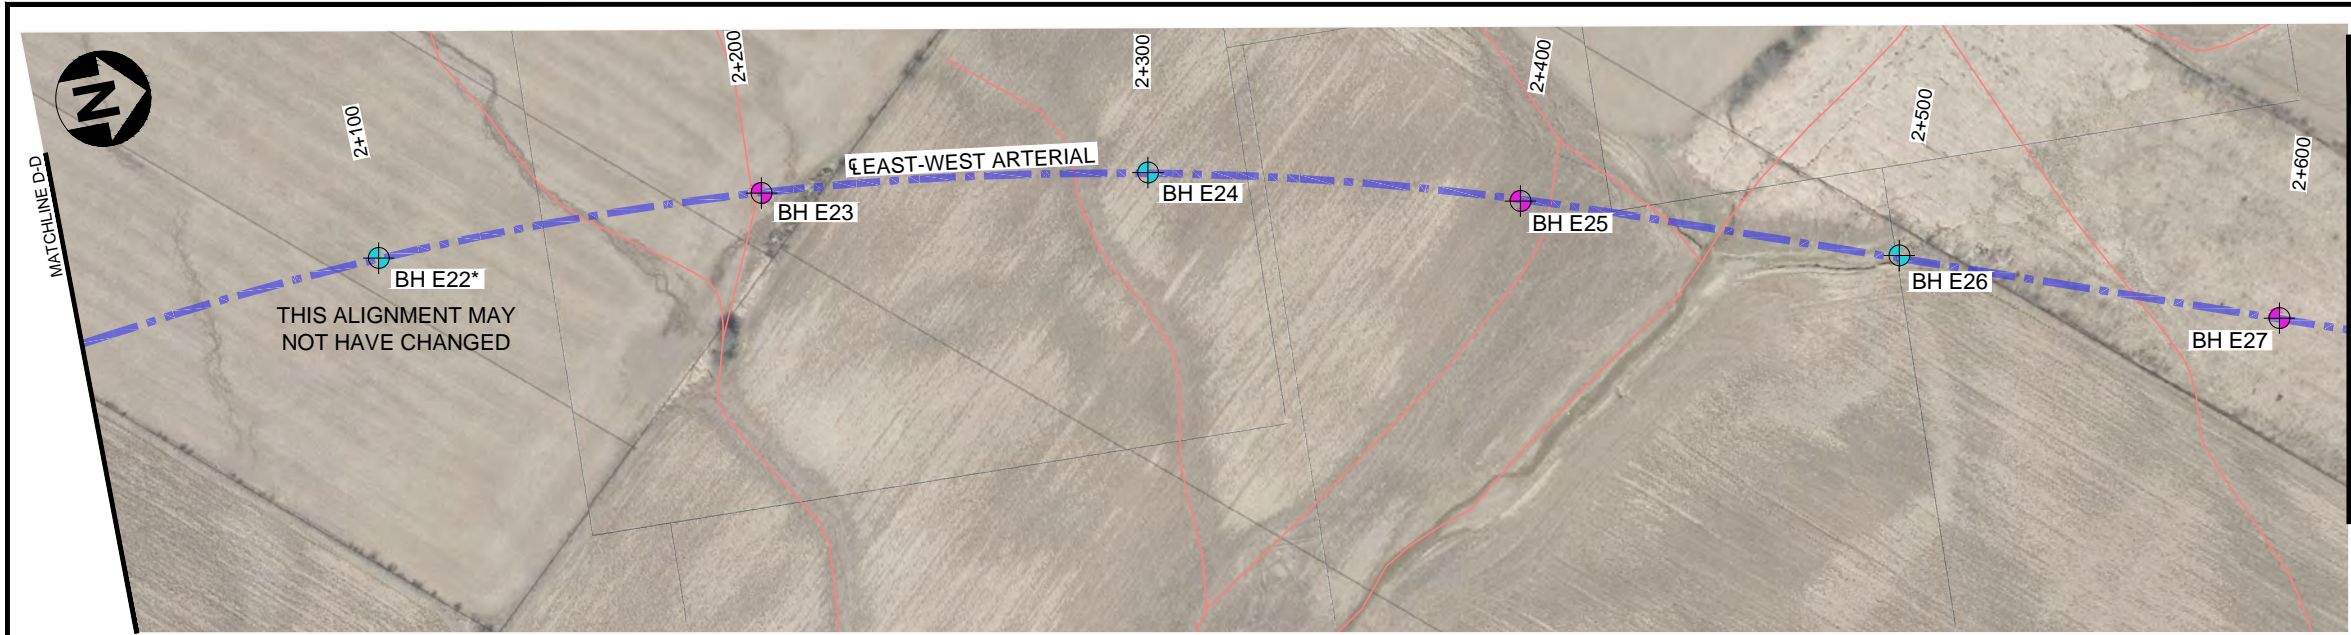 N
2+100
2+200
2+300
2+400
2+500
2+600
MATCHLINE D-D
℄ EAST-WEST ARTERIAL
BH E22*
BH E23
BH E24
BH E25
BH E26
BH E27
THIS ALIGNMENT MAY
NOT HAVE CHANGED